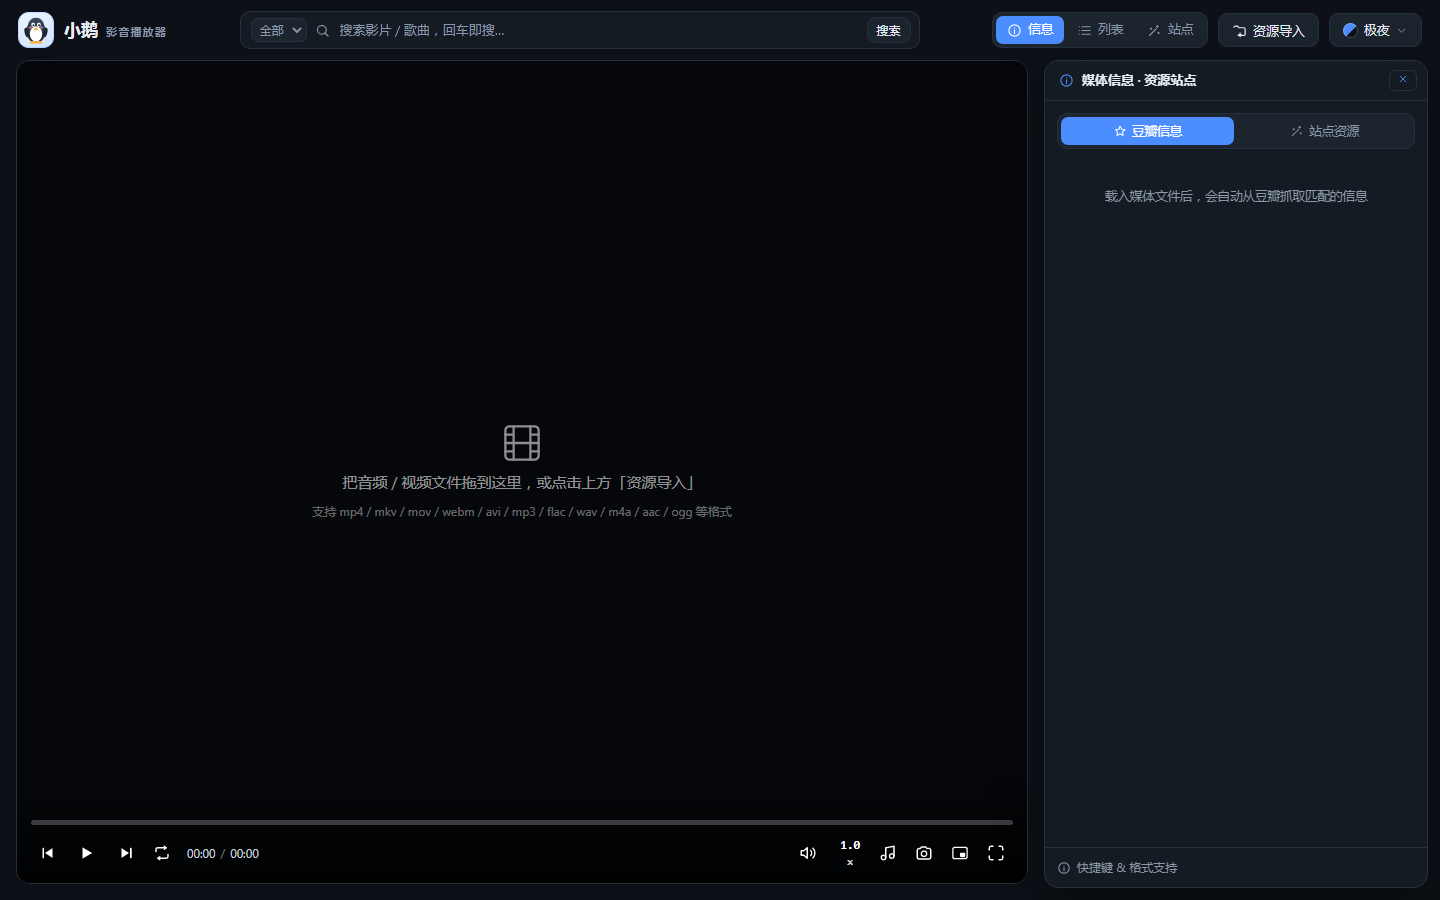 小鹅 影音播放器
全部
搜索影片 / 歌曲，回车即搜...
搜索
信息
列表
站点
资源导入
极夜
媒体信息 · 资源站点
豆瓣信息
站点资源
载入媒体文件后，会自动从豆瓣抓取匹配的信息
把音频 / 视频文件拖到这里，或点击上方「资源导入」
支持 mp4 / mkv / mov / webm / avi / mp3 / flac / wav / m4a / aac / ogg 等格式
00:00 / 00:00
1.0
x
快捷键 & 格式支持